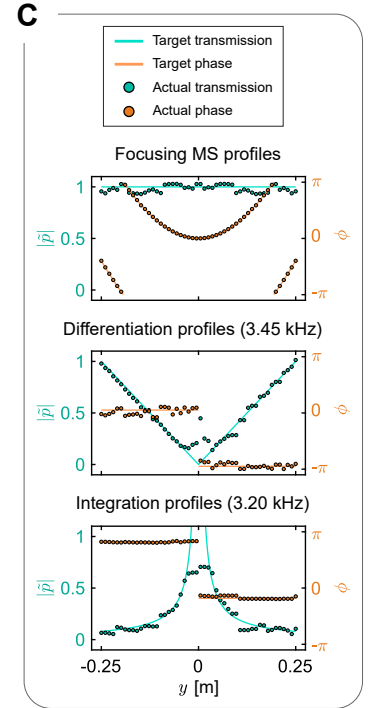 C
Target transmission
Target phase
Actual transmission
Actual phase
Focusing MS profiles
1
0.5
0
|p̃|
π
0
-π
ϕ
Differentiation profiles (3.45 kHz)
1
0.5
0
|p̃|
π
0
-π
ϕ
Integration profiles (3.20 kHz)
1
0.5
0
|p̃|
π
0
-π
ϕ
-0.25 0 0.25
y [m]